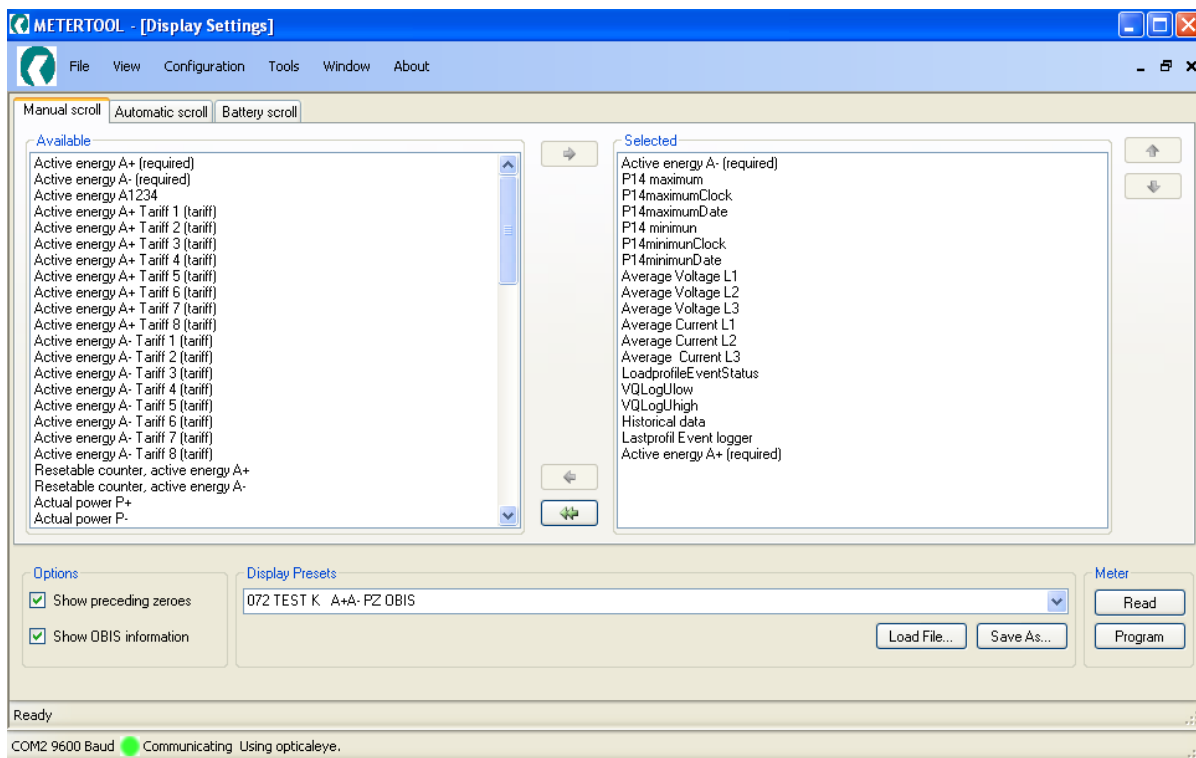 METERTOOL - [Display Settings]
File View Configuration Tools Window About
Manual scroll Automatic scroll Battery scroll
Available
Active energy A+ (required)
Active energy A- (required)
Active energy A1234
Active energy A+ Tariff 1 (tariff)
Active energy A+ Tariff 2 (tariff)
Active energy A+ Tariff 3 (tariff)
Active energy A+ Tariff 4 (tariff)
Active energy A+ Tariff 5 (tariff)
Active energy A+ Tariff 6 (tariff)
Active energy A+ Tariff 7 (tariff)
Active energy A+ Tariff 8 (tariff)
Active energy A- Tariff 1 (tariff)
Active energy A- Tariff 2 (tariff)
Active energy A- Tariff 3 (tariff)
Active energy A- Tariff 4 (tariff)
Active energy A- Tariff 5 (tariff)
Active energy A- Tariff 6 (tariff)
Active energy A- Tariff 7 (tariff)
Active energy A- Tariff 8 (tariff)
Resetable counter, active energy A+
Resetable counter, active energy A-
Actual power P+
Actual power P-
Selected
Active energy A- (required)
P14 maximum
P14maximumClock
P14maximumDate
P14 minimun
P14minimunClock
P14minimunDate
Average Voltage L1
Average Voltage L2
Average Voltage L3
Average Current L1
Average Current L2
Average  Current L3
LoadprofileEventStatus
VQLogUlow
VQLogUhigh
Historical data
Lastprofil Event logger
Active energy A+ (required)
Options
Show preceding zeroes
Show OBIS information
Display Presets
072 TEST K   A+A- PZ OBIS
Load File... Save As...
Meter
Read
Program
Ready
COM2 9600 Baud Communicating Using opticaleye.